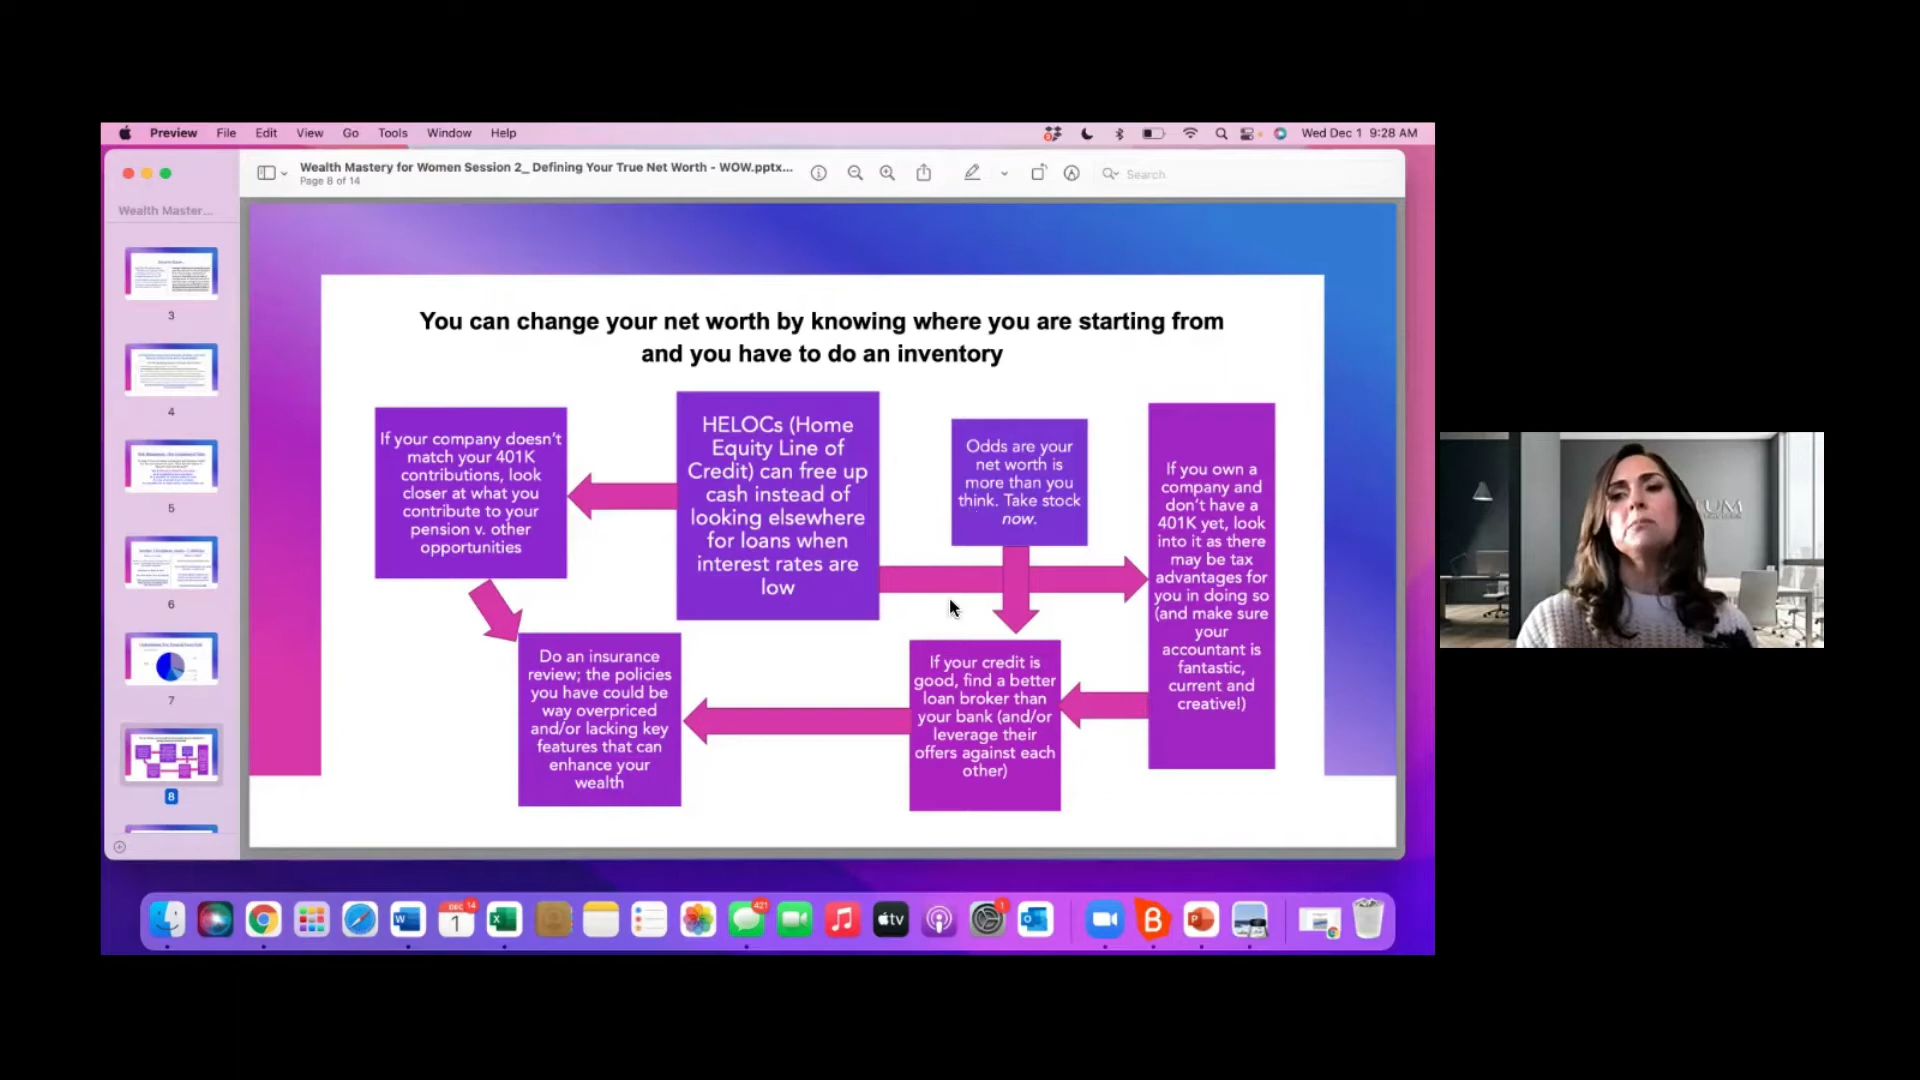 Preview File Edit View Go Tools Window Help
Wed Dec 1 9:28 AM
Wealth Mastery for Women Session 2_ Defining Your True Net Worth - WOW.pptx...
Page 8 of 14
Search
Wealth Master...
3
4
5
6
7
8
You can change your net worth by knowing where you are starting from
and you have to do an inventory
If your company doesn't
match your 401K
contributions, look
closer at what you
contribute to your
pension v. other
opportunities
HELOCs (Home
Equity Line of
Credit) can free up
cash instead of
looking elsewhere
for loans when
interest rates are
low
Odds are your
net worth is
more than you
think. Take stock
now.
If you own a
company and
don't have a
401K yet, look
into it as there
may be tax
advantages for
you in doing so
(and make sure
your
accountant is
fantastic,
current and
creative!)
Do an insurance
review; the policies
you have could be
way overpriced
and/or lacking key
features that can
enhance your
wealth
If your credit is
good, find a better
loan broker than
your bank (and/or
leverage their
offers against each
other)
UM
W
DEC 14
1
X
421
tv
1
O
B
P